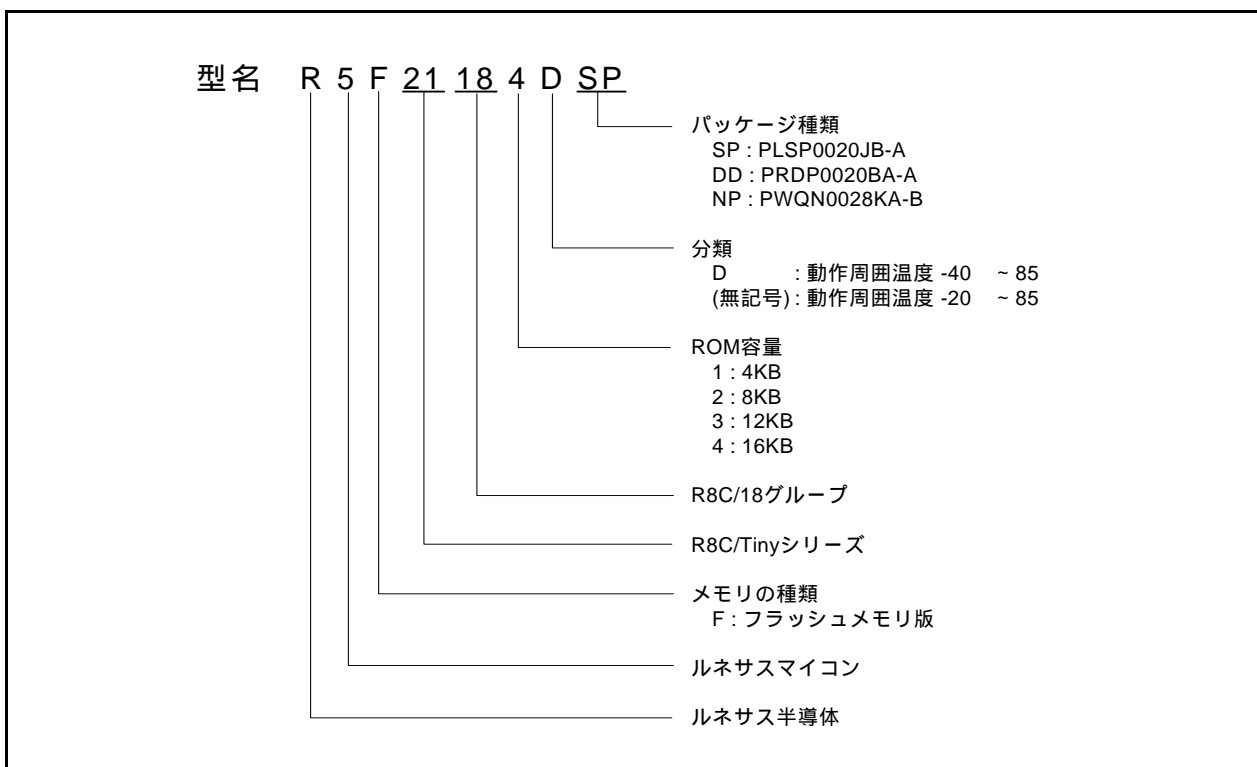 型名 R 5 F 21 18 4 D SP
パッケージ種類
SP : PLSP0020JB-A
DD : PRDP0020BA-A
NP : PWQN0028KA-B
分類
D : 動作周囲温度 -40 ~ 85
(無記号) : 動作周囲温度 -20 ~ 85
ROM容量
1 : 4KB
2 : 8KB
3 : 12KB
4 : 16KB
R8C/18グループ
R8C/Tinyシリーズ
メモリの種類
F : フラッシュメモリ版
ルネサスマイコン
ルネサス半導体